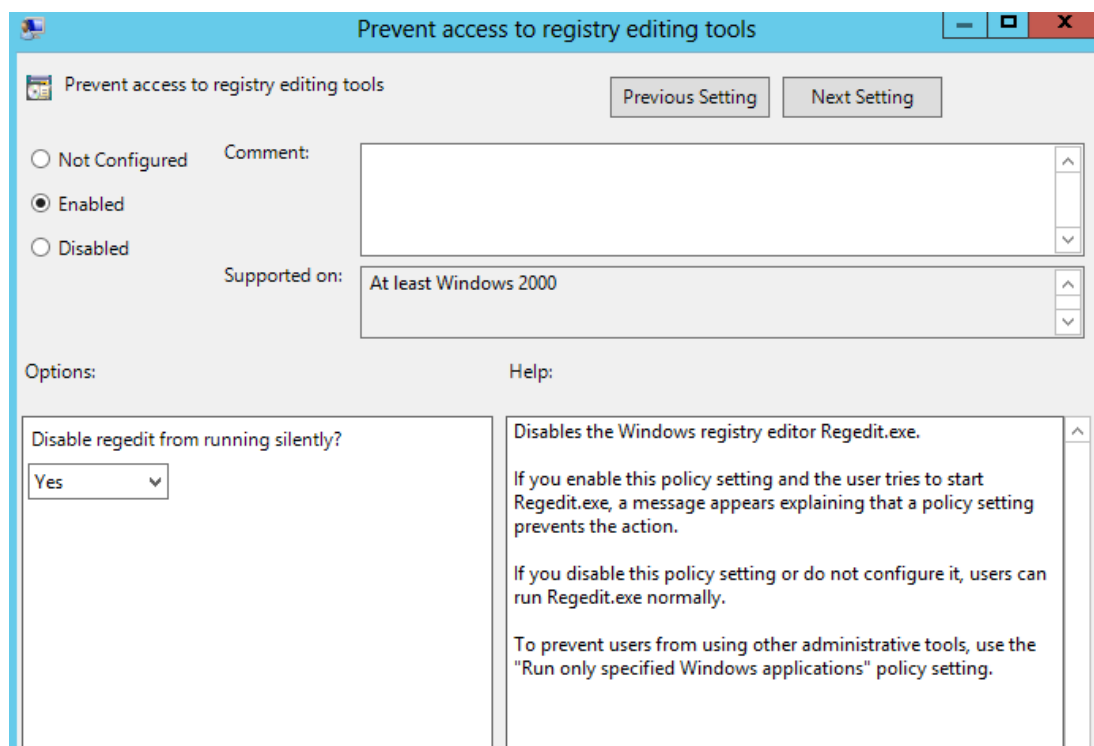 Prevent access to registry editing tools
Prevent access to registry editing tools
Previous Setting
Next Setting
Not Configured
Comment:
Enabled
Disabled
Supported on:
At least Windows 2000
Options:
Help:
Disable regedit from running silently?
Yes
Disables the Windows registry editor Regedit.exe.
If you enable this policy setting and the user tries to start
Regedit.exe, a message appears explaining that a policy setting
prevents the action.
If you disable this policy setting or do not configure it, users can
run Regedit.exe normally.
To prevent users from using other administrative tools, use the
"Run only specified Windows applications" policy setting.